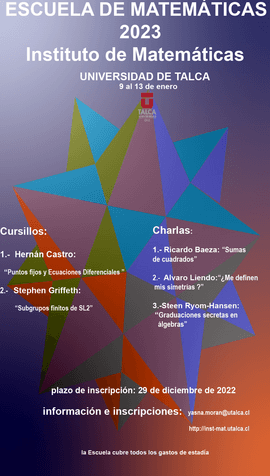 ESCUELA DE MATEMÁTICAS
2023
Instituto de Matemáticas
UNIVERSIDAD DE TALCA
9 al 13 de enero
TALCA
UNIVERSIDAD
Cursillos:
1.- Hernán Castro:
“Puntos fijos y Ecuaciones Diferenciales ”
2.- Stephen Griffeth:
“Subgrupos finitos de SL2”
Charlas:
1.- Ricardo Baeza: “Sumas
de cuadrados”
2.- Alvaro Liendo:“¿Me definen
mis simetrías ?”
3.-Steen Ryom-Hansen:
“Graduaciones secretas en
álgebras”
plazo de inscripción: 29 de diciembre de 2022
información e inscripciones: yasna.moran@utalca.cl
http://inst-mat.utalca.cl
la Escuela cubre todos los gastos de estadía